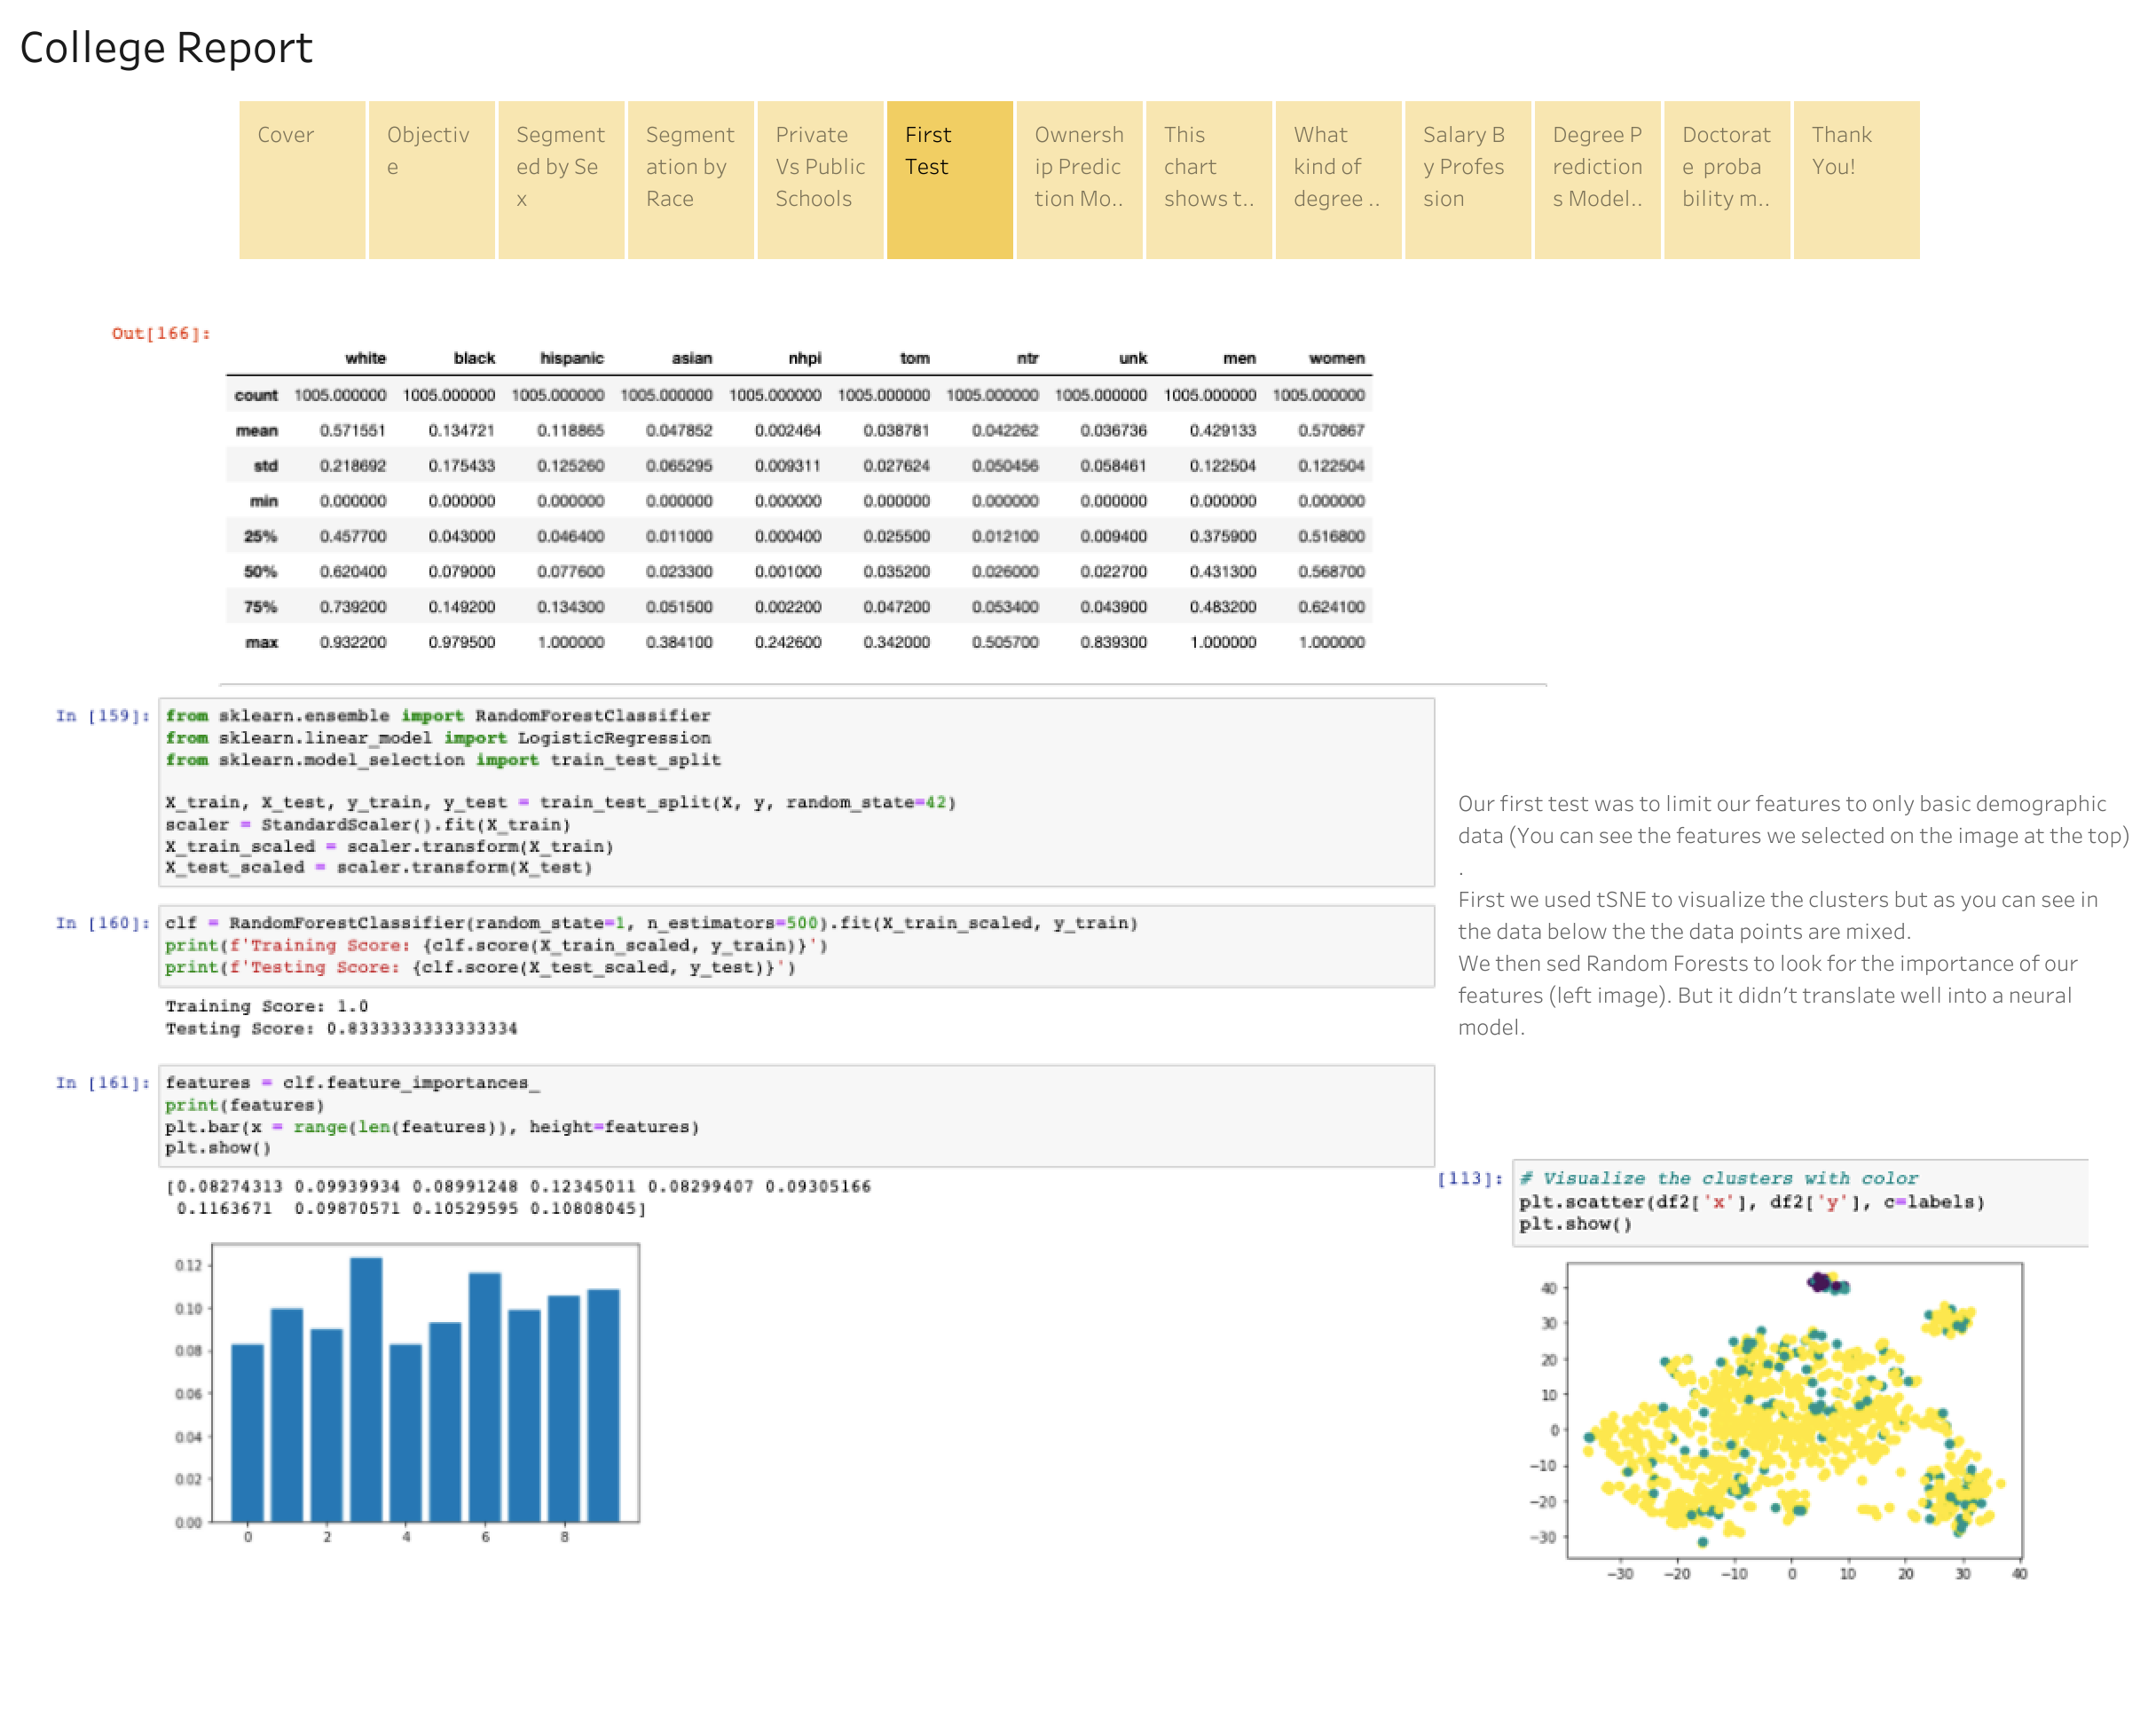 College Report
Cover
Objectiv
e
Segment
ed by Se
x
Segment
ation by
Race
Private
Vs Public
Schools
First
Test
Ownersh
ip Predic
tion Mo..
This
chart
shows t..
What
kind of
degree ..
Salary B
y Profes
sion
Degree P
rediction
s Model..
Doctorat
e proba
bility m..
Thank
You!
Out[166]:
white black hispanic asian nhpi tom ntr unk men women
count 1005.000000 1005.000000 1005.000000 1005.000000 1005.000000 1005.000000 1005.000000 1005.000000 1005.000000 1005.000000
mean 0.571551 0.134721 0.118865 0.047852 0.002464 0.038781 0.042262 0.036736 0.429133 0.570867
std 0.218692 0.175433 0.125260 0.065295 0.009311 0.027624 0.050456 0.058461 0.122504 0.122504
min 0.000000 0.000000 0.000000 0.000000 0.000000 0.000000 0.000000 0.000000 0.000000 0.000000
25% 0.457700 0.043000 0.046400 0.011000 0.000400 0.025500 0.012100 0.009400 0.375900 0.516800
50% 0.620400 0.079000 0.077600 0.023300 0.001000 0.035200 0.026000 0.022700 0.431300 0.568700
75% 0.739200 0.149200 0.134300 0.051500 0.002200 0.047200 0.053400 0.043900 0.483200 0.624100
max 0.932200 0.979500 1.000000 0.384100 0.242600 0.342000 0.505700 0.839300 1.000000 1.000000
In [159]: from sklearn.ensemble import RandomForestClassifier
from sklearn.linear_model import LogisticRegression
from sklearn.model_selection import train_test_split
X_train, X_test, y_train, y_test = train_test_split(X, y, random_state=42)
scaler = StandardScaler().fit(X_train)
X_train_scaled = scaler.transform(X_train)
X_test_scaled = scaler.transform(X_test)
In [160]: clf = RandomForestClassifier(random_state=1, n_estimators=500).fit(X_train_scaled, y_train)
print(f'Training Score: {clf.score(X_train_scaled, y_train)}')
print(f'Testing Score: {clf.score(X_test_scaled, y_test)}')
Training Score: 1.0
Testing Score: 0.8333333333333334
In [161]: features = clf.feature_importances_
print(features)
plt.bar(x = range(len(features)), height=features)
plt.show()
[0.08274313 0.09939934 0.08991248 0.12345011 0.08299407 0.09305166
0.1163671 0.09870571 0.10529595 0.10808045]
0.12
0.10
0.08
0.06
0.04
0.02
0.00
0 2 4 6 8
Our first test was to limit our features to only basic demographic
data (You can see the features we selected on the image at the top)
.
First we used tSNE to visualize the clusters but as you can see in
the data below the the data points are mixed.
We then sed Random Forests to look for the importance of our
features (left image). But it didn't translate well into a neural
model.
[113]: # Visualize the clusters with color
plt.scatter(df2['x'], df2['y'], c=labels)
plt.show()
40
30
20
10
0
−10
−20
−30
−30 −20 −10 0 10 20 30 40